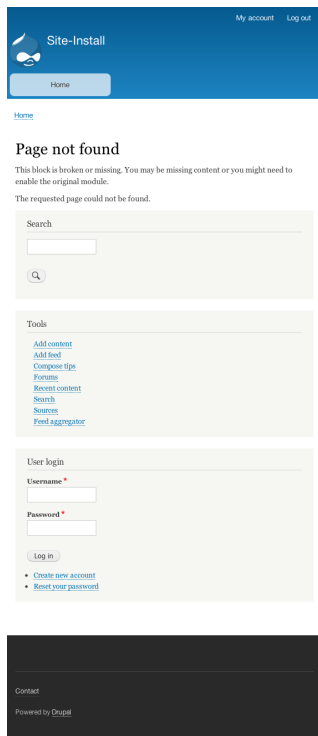 My account Log out
Site-Install
Home
Home
Page not found
This block is broken or missing. You may be missing content or you might need to
enable the original module.
The requested page could not be found.
Search
Tools
Add content
Add feed
Compose tips
Forums
Recent content
Search
Sources
Feed aggregator
User login
Username *
Password *
Log in
Create new account
Reset your password
Contact
Powered by Drupal